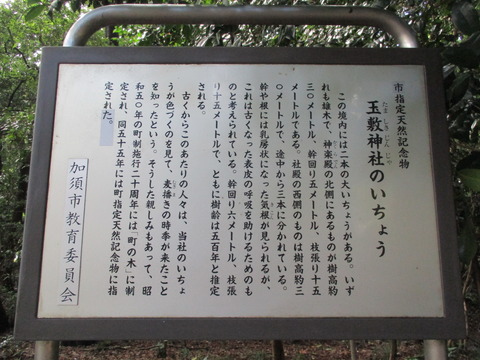 市指定天然記念物
玉敷神社のいちょう
たましきじんじゃ
この境内には二本の大いちょうがある。いず
れも雄木で、神楽殿の北側にあるものが樹高約
三〇メートル、幹回り五メートル、枝張り十五
メートルである。社殿の西側のものは樹高約三
〇メートルで、途中から三本に分かれている。
幹や根には乳房状になった気根が見られるが、
これは古くなった表皮の呼吸を助けるためのも
のと考えられている。幹回り六メートル、枝張
り十五メートルで、ともに樹齢は五百年と推定
される。
古くからこのあたりの人々は、当社のいちょ
うが色づくのを見て、麦播きの時季が来たこと
を知ったという。そうした親しみもあって、昭
和五〇年の町制施行二十周年には「町の木」に制
定され、同五十五年には町指定天然記念物に指
定された。
加須市教育委員会